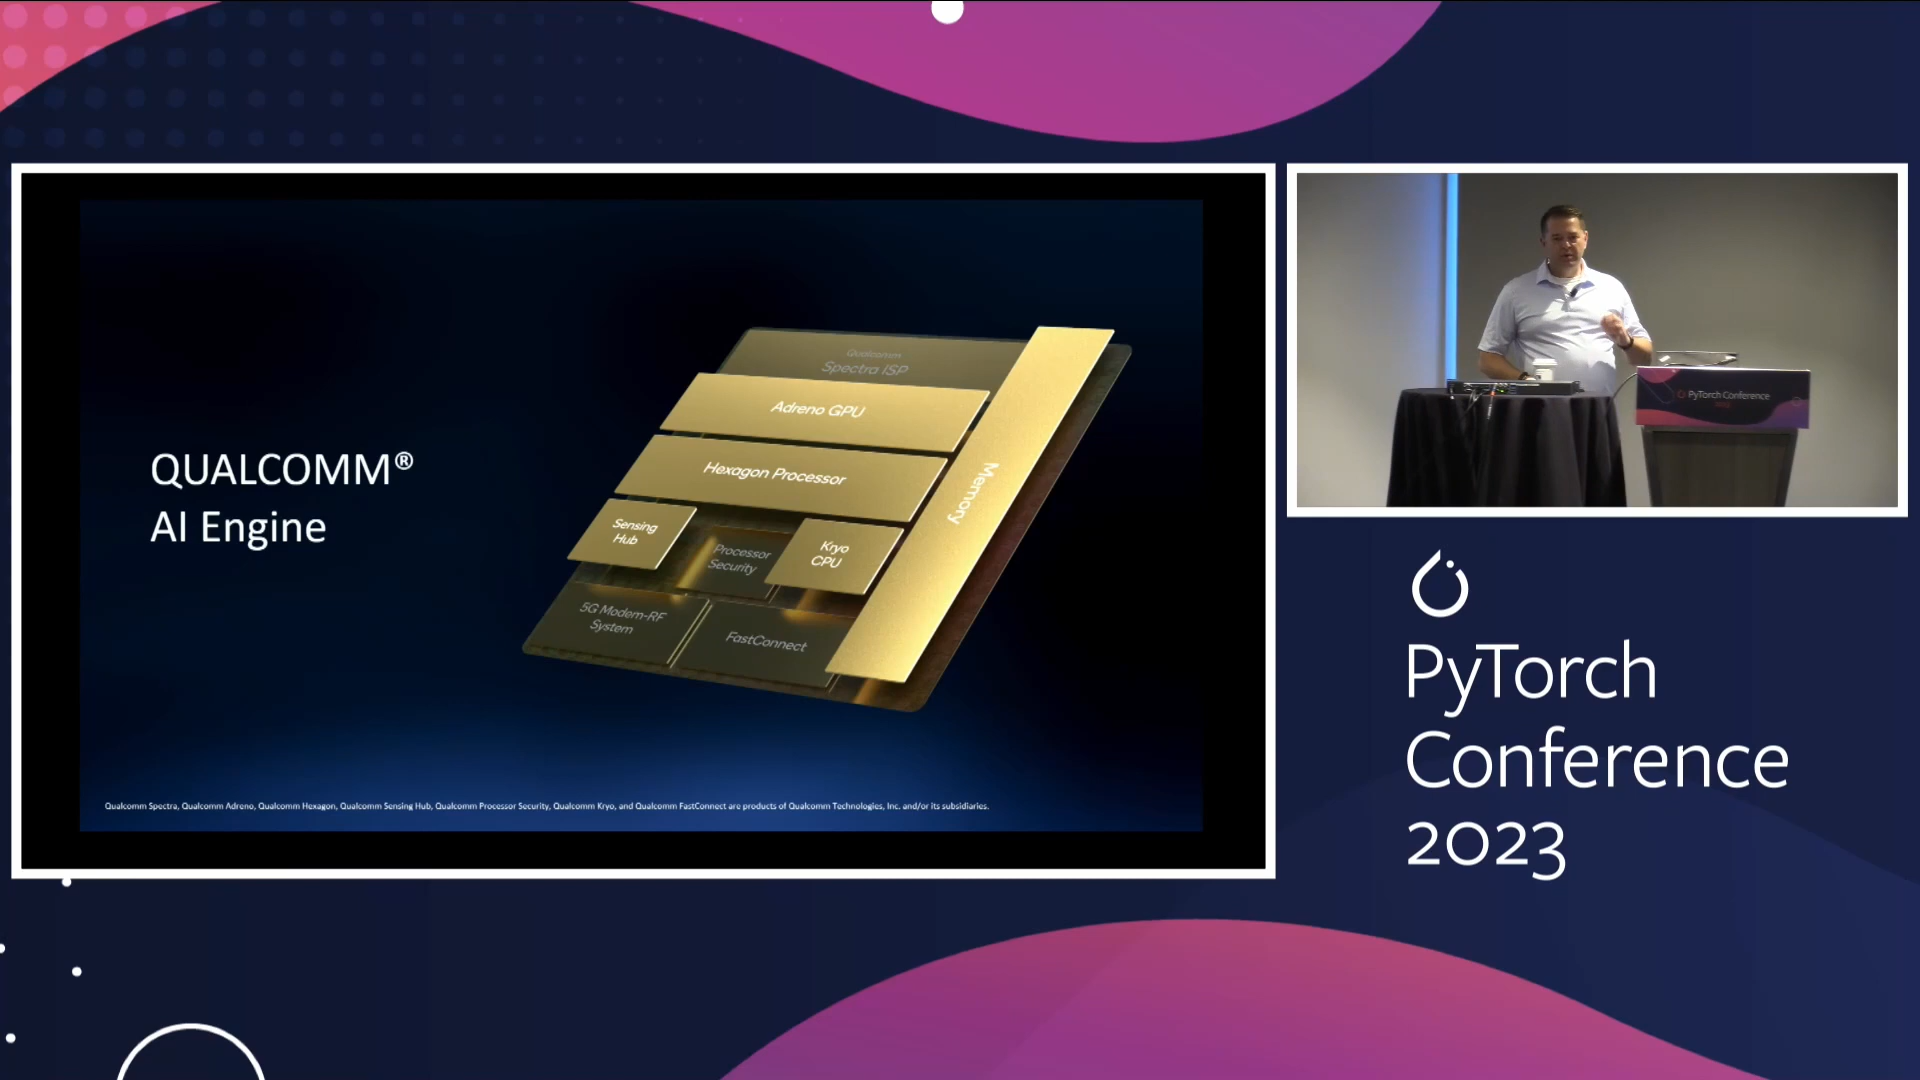 QUALCOMM®
AI Engine
Qualcomm
Spectra ISP
Adreno GPU
Hexagon Processor
Memory
Sensing
Hub
Processor
Security
Kryo
CPU
5G Modem-RF
System
FastConnect
Qualcomm Spectra, Qualcomm Adreno, Qualcomm Hexagon, Qualcomm Sensing Hub, Qualcomm Processor Security, Qualcomm Kryo, and Qualcomm FastConnect are products of Qualcomm Technologies, Inc. and/or its subsidiaries.
PyTorch Conference
PyTorch
Conference
2023